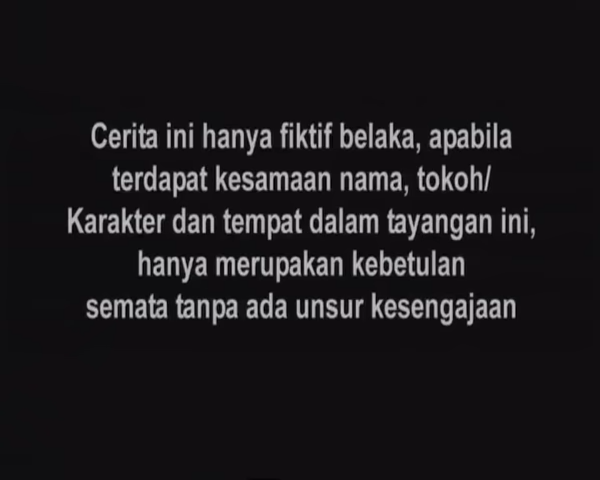 Cerita ini hanya fiktif belaka, apabila
terdapat kesamaan nama, tokoh/
Karakter dan tempat dalam tayangan ini,
hanya merupakan kebetulan
semata tanpa ada unsur kesengajaan